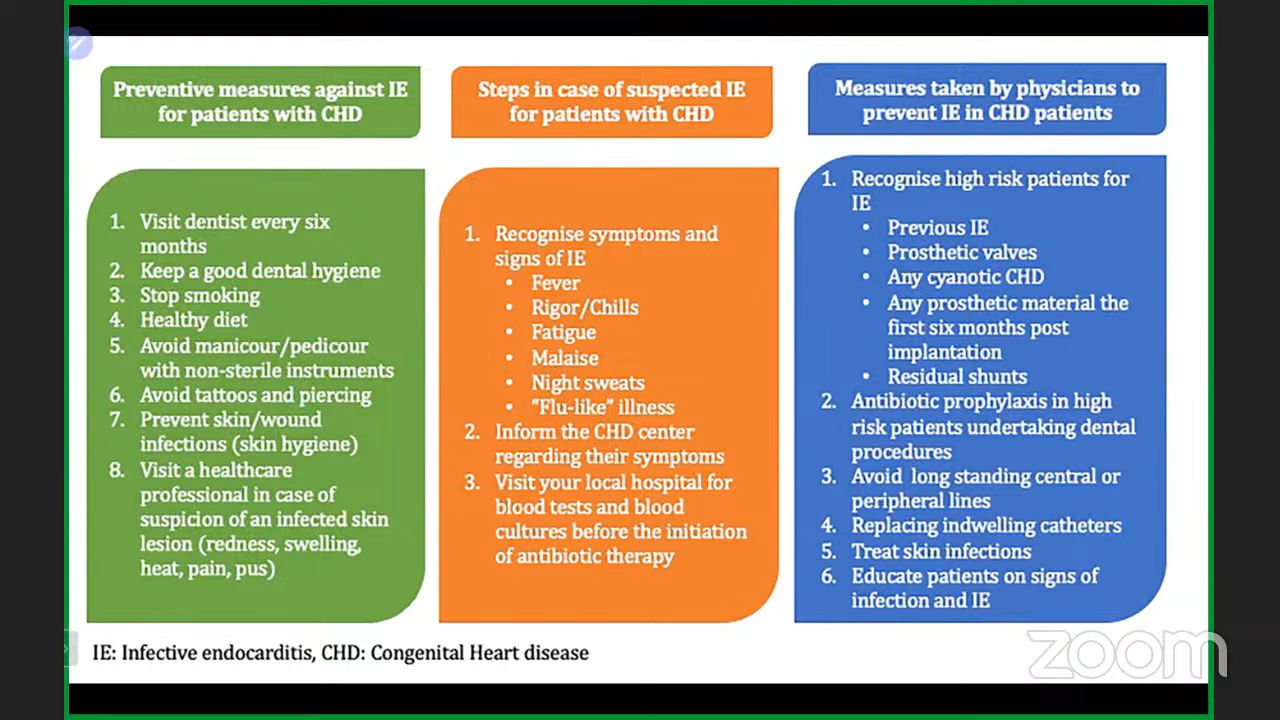 Preventive measures against IE
for patients with CHD
1. Visit dentist every six
months
2. Keep a good dental hygiene
3. Stop smoking
4. Healthy diet
5. Avoid manicour/pedicour
with non-sterile instruments
6. Avoid tattoos and piercing
7. Prevent skin/wound
infections (skin hygiene)
8. Visit a healthcare
professional in case of
suspicion of an infected skin
lesion (redness, swelling,
heat, pain, pus)
Steps in case of suspected IE
for patients with CHD
1. Recognise symptoms and
signs of IE
• Fever
• Rigor/Chills
• Fatigue
• Malaise
• Night sweats
• "Flu-like" illness
2. Inform the CHD center
regarding their symptoms
3. Visit your local hospital for
blood tests and blood
cultures before the initiation
of antibiotic therapy
Measures taken by physicians to
prevent IE in CHD patients
1. Recognise high risk patients for
IE
• Previous IE
• Prosthetic valves
• Any cyanotic CHD
• Any prosthetic material the
first six months post
implantation
• Residual shunts
2. Antibiotic prophylaxis in high
risk patients undertaking dental
procedures
3. Avoid long standing central or
peripheral lines
4. Replacing indwelling catheters
5. Treat skin infections
6. Educate patients on signs of
infection and IE
IE: Infective endocarditis, CHD: Congenital Heart disease
zoom